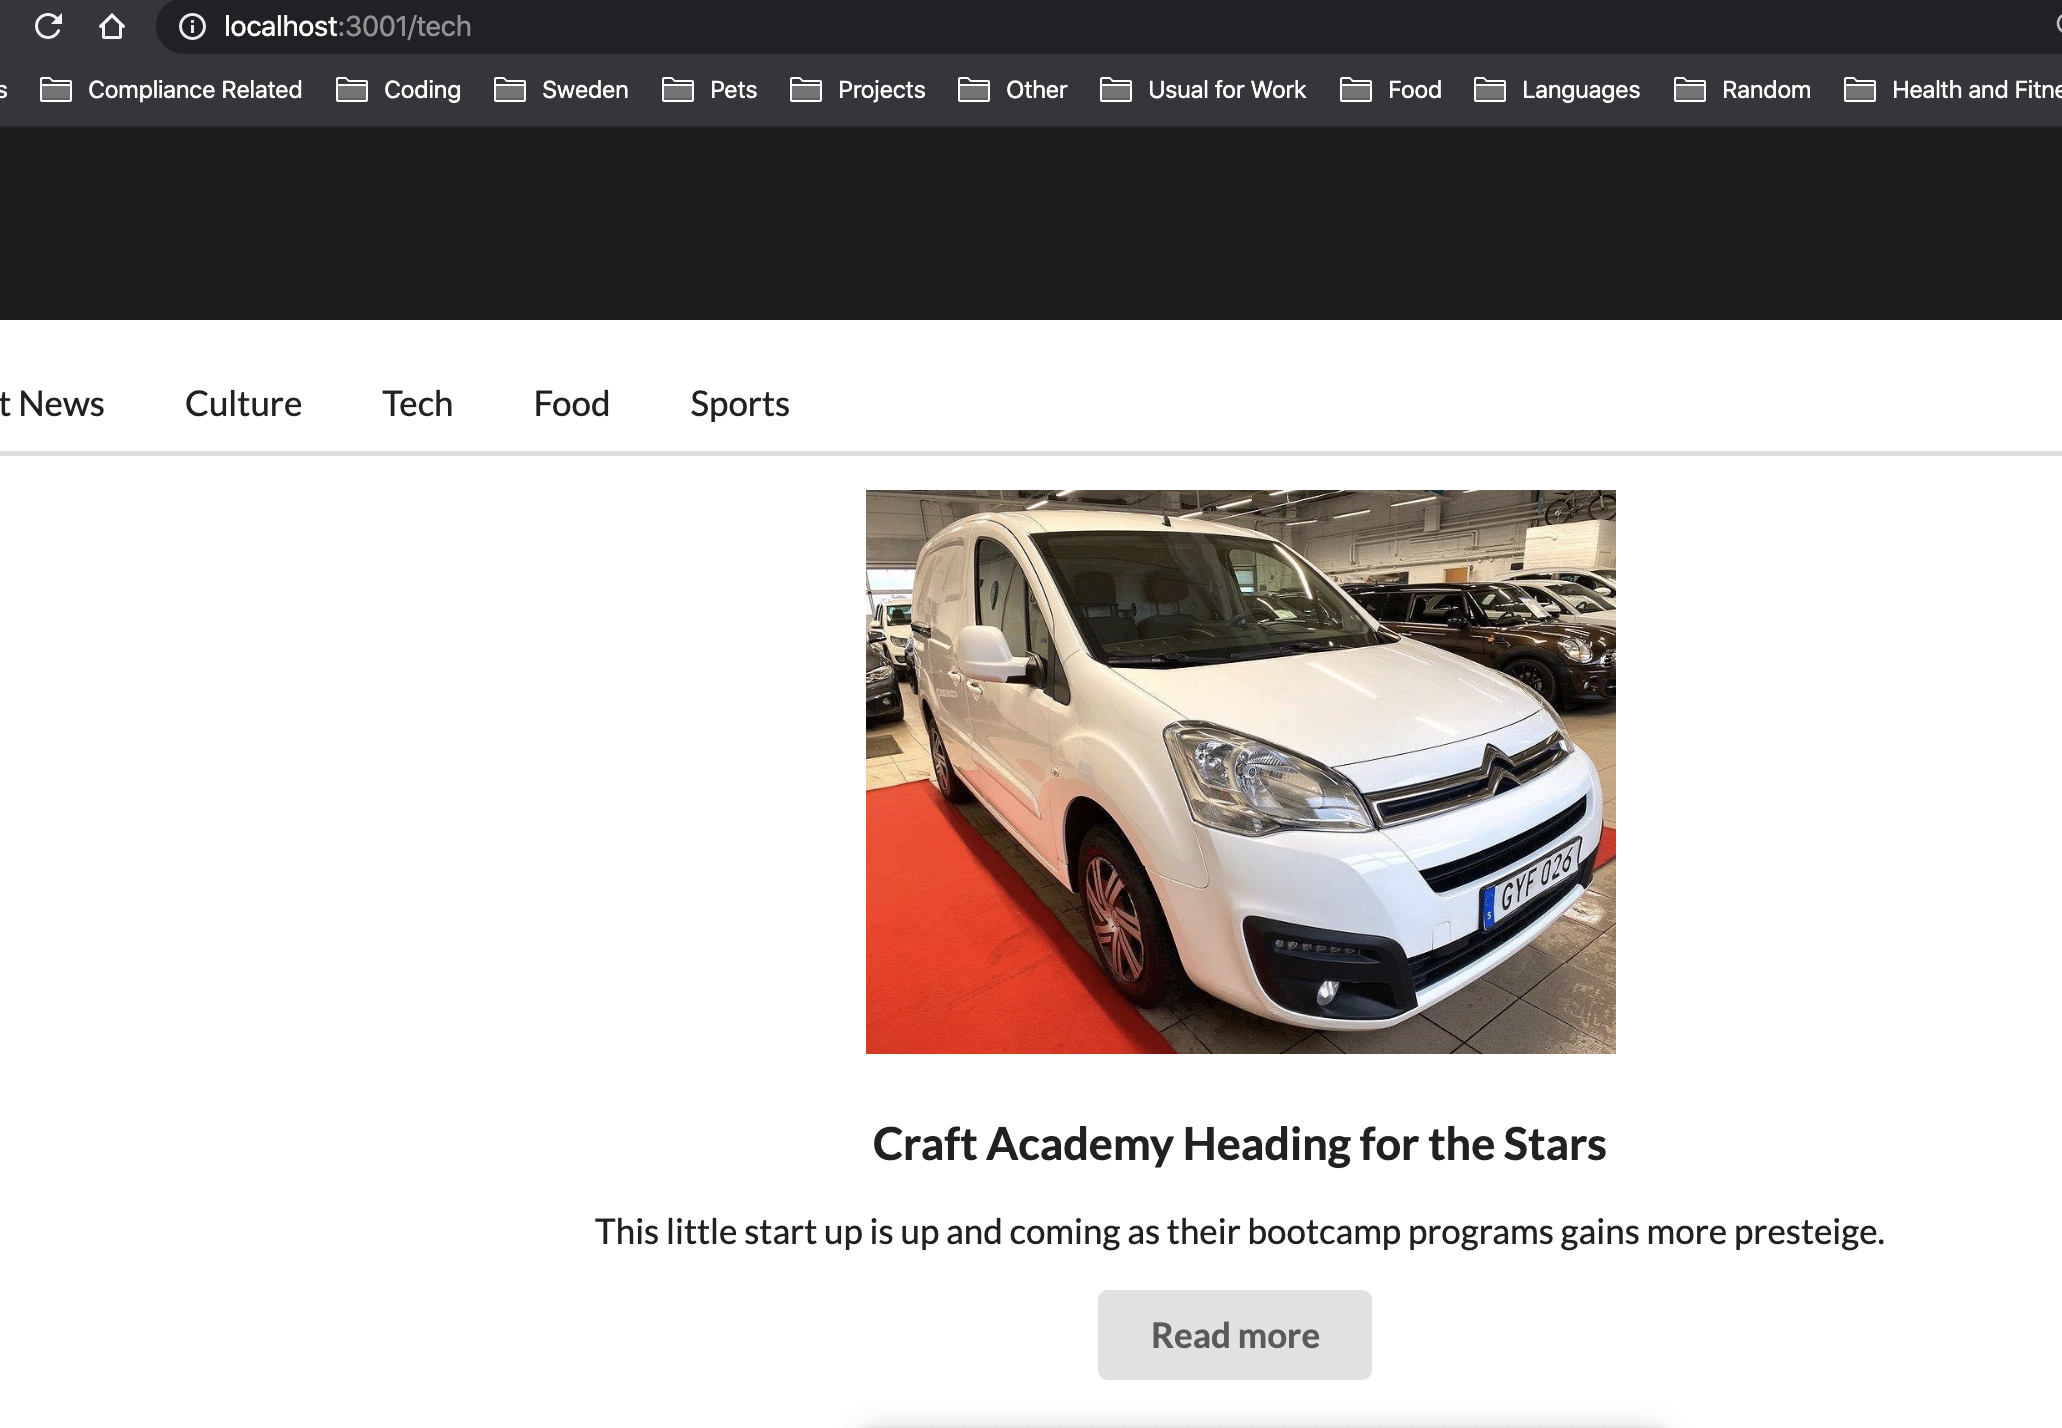 localhost:3001/tech
s Compliance Related Coding Sweden Pets Projects Other Usual for Work Food Languages Random Health and Fitne
t News Culture Tech Food Sports
GYF 026
S
Craft Academy Heading for the Stars
This little start up is up and coming as their bootcamp programs gains more presteige.
Read more